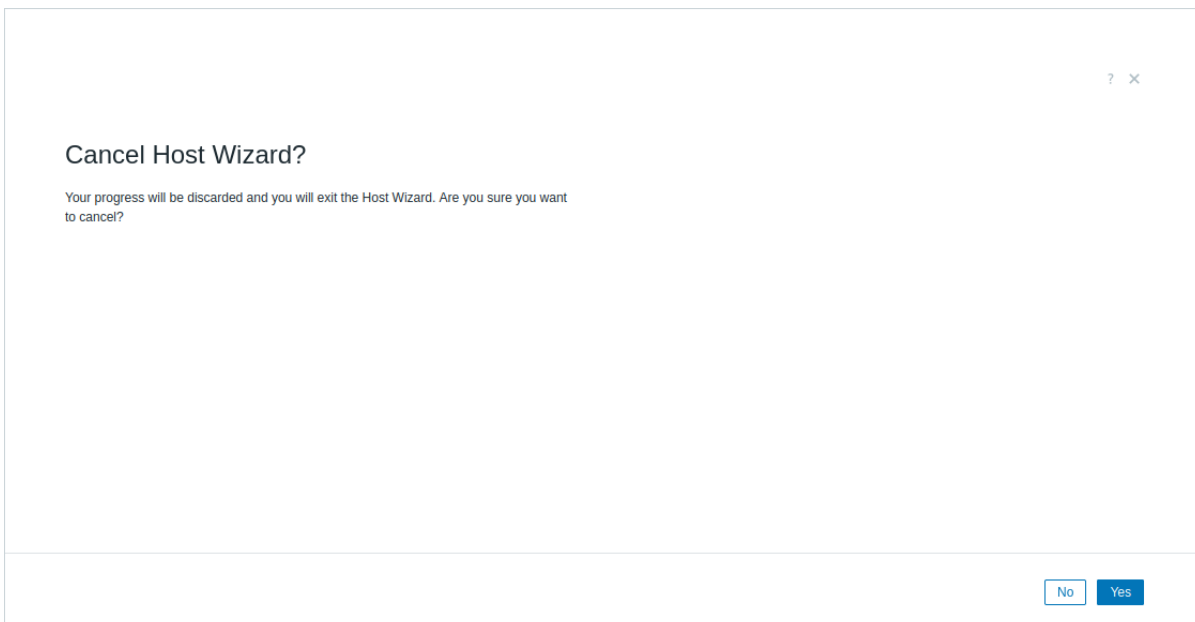 ?
Cancel Host Wizard?
Your progress will be discarded and you will exit the Host Wizard. Are you sure you want
to cancel?
No Yes